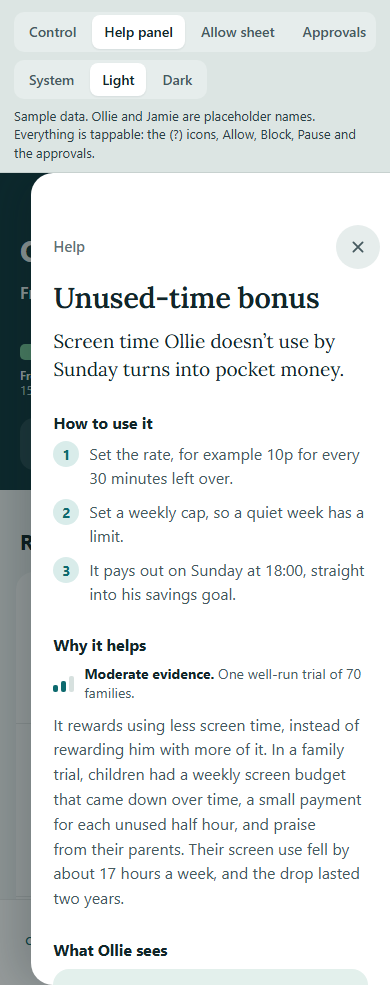 Control Help panel Allow sheet Approvals
System Light Dark
Sample data. Ollie and Jamie are placeholder names.
Everything is tappable: the (?) icons, Allow, Block, Pause and
the approvals.
Help
Unused-time bonus
Screen time Ollie doesn’t use by
Sunday turns into pocket money.
How to use it
1 Set the rate, for example 10p for every
30 minutes left over.
2 Set a weekly cap, so a quiet week has a
limit.
3 It pays out on Sunday at 18:00, straight
into his savings goal.
Why it helps
Moderate evidence. One well-run trial of 70
families.
It rewards using less screen time, instead of
rewarding him with more of it. In a family
trial, children had a weekly screen budget
that came down over time, a small payment
for each unused half hour, and praise
from their parents. Their screen use fell by
about 17 hours a week, and the drop lasted
two years.
What Ollie sees